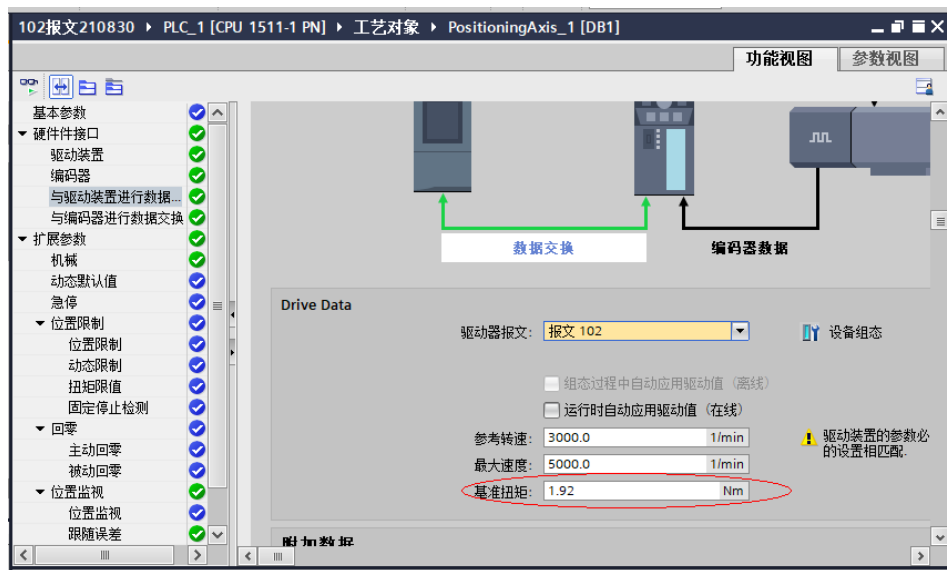 102报文210830 ▸ PLC_1 [CPU 1511-1 PN] ▸ 工艺对象 ▸ PositioningAxis_1 [DB1]
功能视图
参数视图
基本参数
硬件件接口
驱动装置
编码器
与驱动装置进行数据...
与编码器进行数据交换
扩展参数
机械
动态默认值
急停
位置限制
位置限制
动态限制
扭矩限值
固定停止检测
回零
主动回零
被动回零
位置监视
位置监视
跟随误差
数据交换
编码器数据
Drive Data
驱动器报文: 报文 102
设备组态
组态过程中自动应用驱动值（离线）
运行时自动应用驱动值（在线）
参考转速: 3000.0 1/min
驱动装置的参数必
的设置相匹配.
最大速度: 5000.0 1/min
基准扭矩: 1.92 Nm
附加数据